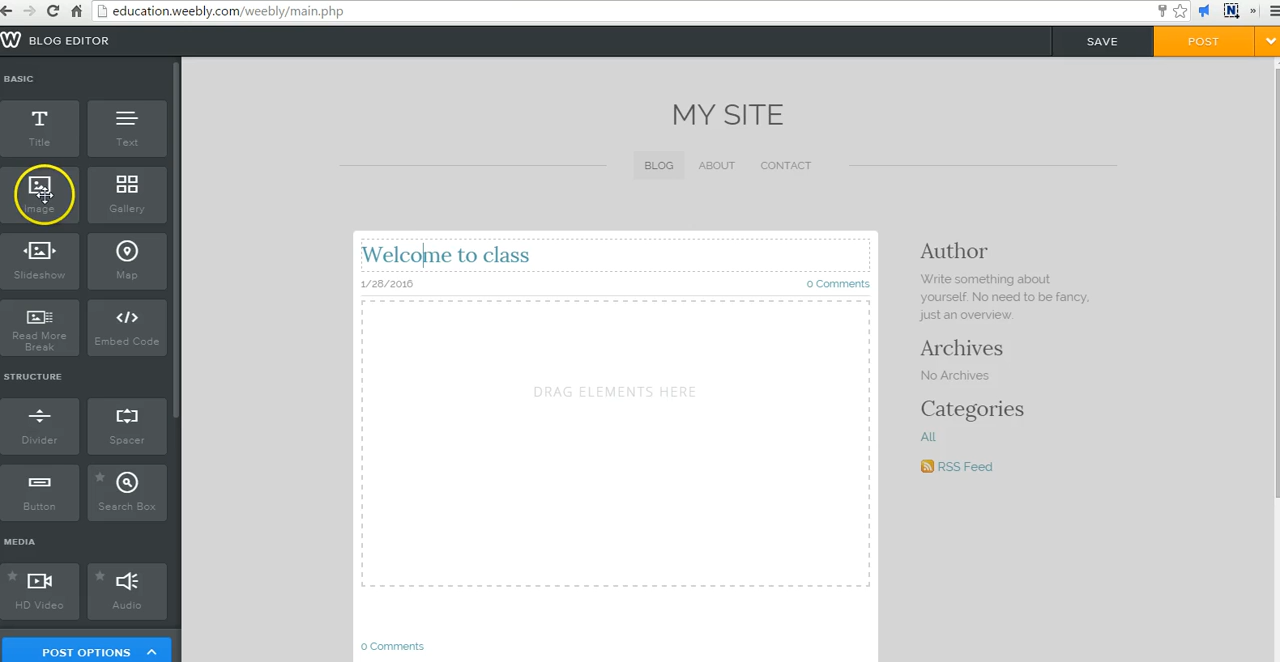 education.weebly.com/weebly/main.php
N
»
W BLOG EDITOR
SAVE
POST
BASIC
T
Title
Text
Image
Gallery
Slideshow
Map
Read More
Break
</>
Embed Code
STRUCTURE
Divider
Spacer
Button
Search Box
MEDIA
HD Video
Audio
POST OPTIONS
MY SITE
BLOG ABOUT CONTACT
Welcome to class
1/28/2016 0 Comments
DRAG ELEMENTS HERE
0 Comments
Author
Write something about
yourself. No need to be fancy,
just an overview.
Archives
No Archives
Categories
All
RSS Feed